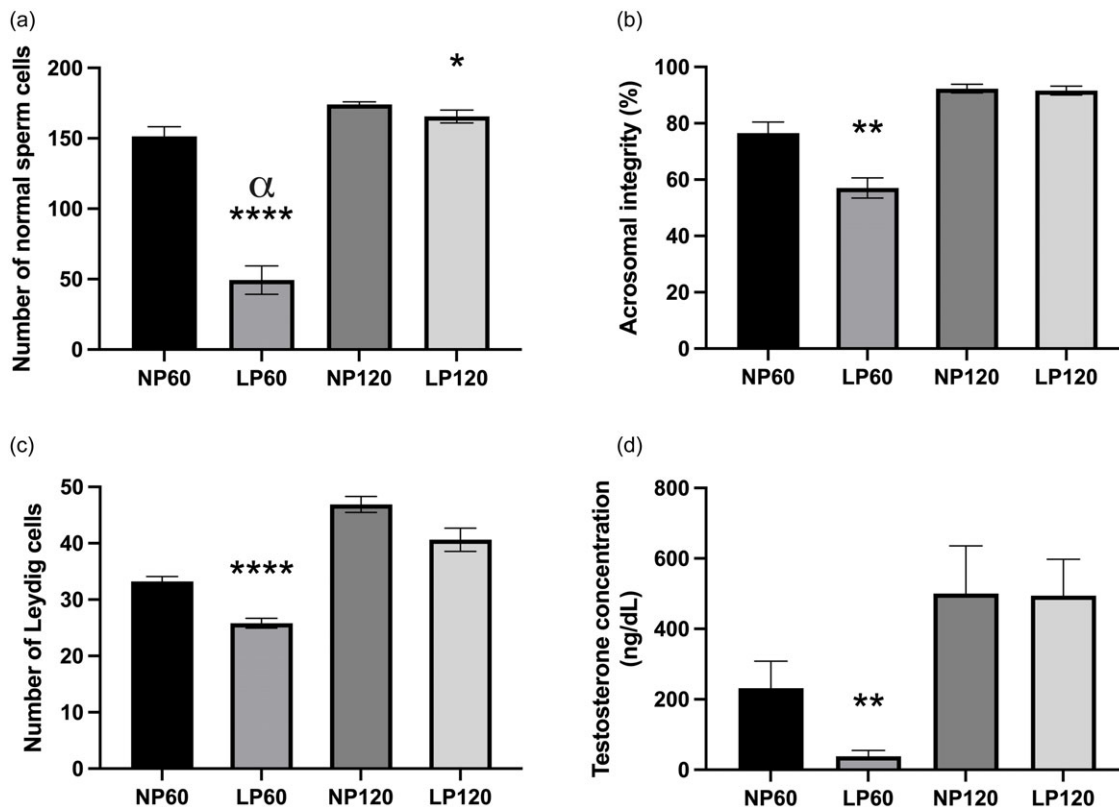 (a)
Number of normal sperm cells
200
150
100
50
0
α
****
*
NP60 LP60 NP120 LP120
(b)
Acrosomal integrity (%)
100
80
60
40
20
0
**
NP60 LP60 NP120 LP120
(c)
Number of Leydig cells
50
40
30
20
10
0
****
NP60 LP60 NP120 LP120
(d)
Testosterone concentration
(ng/dL)
800
600
400
200
0
**
NP60 LP60 NP120 LP120